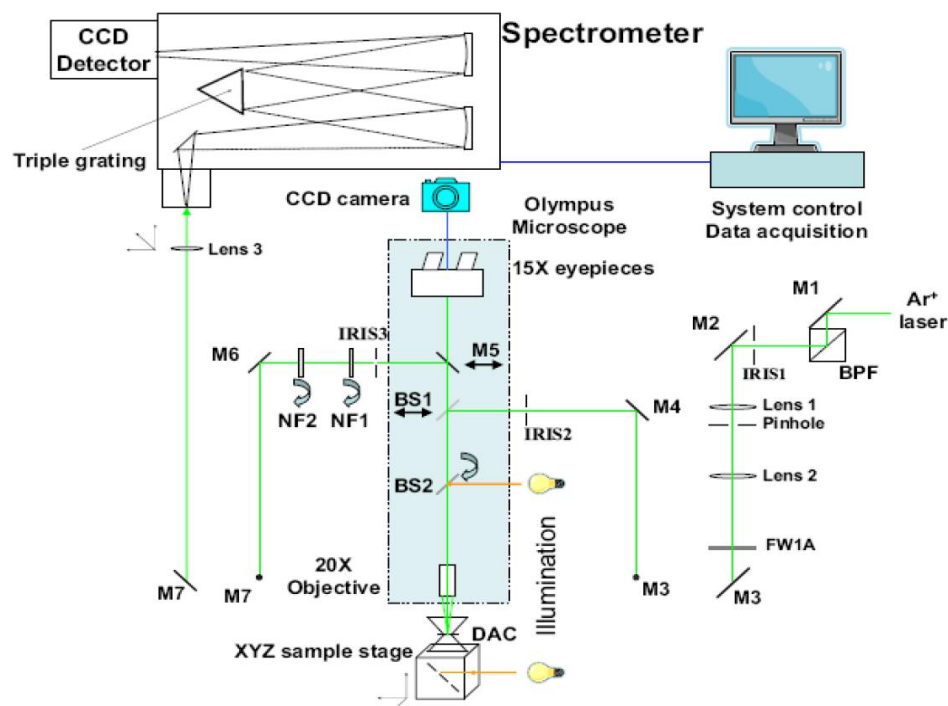 CCD
Detector
Spectrometer
Triple grating
CCD camera
Olympus
Microscope
System control
Data acquisition
Lens 3
15X eyepieces
M1
Ar+
laser
M2
IRIS3
M6
M5
IRIS1
BPF
NF2
NF1
BS1
M4
Lens 1
Pinhole
IRIS2
BS2
Lens 2
FW1A
20X
Objective
Illumination
M7
M7
M3
M3
DAC
XYZ sample stage